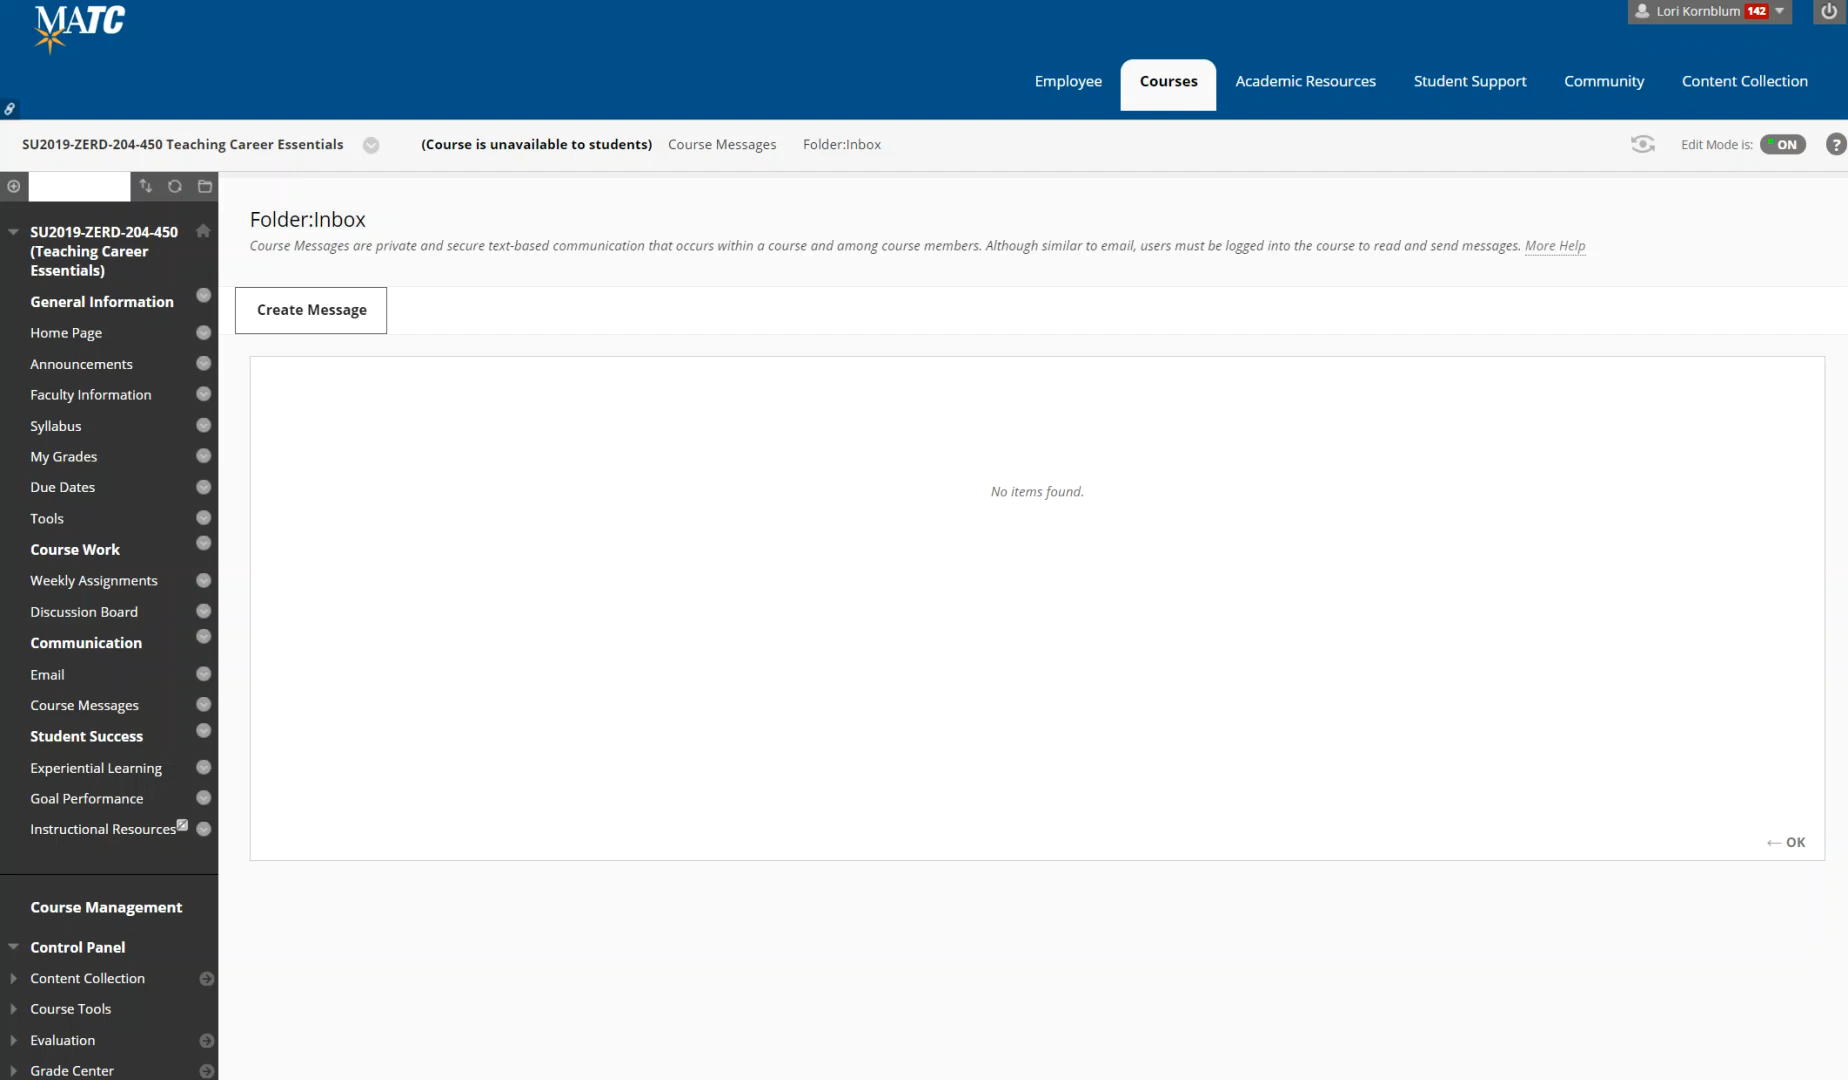 MATC
Lori Kornblum 142
Employee
Courses
Academic Resources
Student Support
Community
Content Collection
SU2019-ZERD-204-450 Teaching Career Essentials
(Course is unavailable to students)
Course Messages
Folder:Inbox
Edit Mode is: ON
?
SU2019-ZERD-204-450
(Teaching Career
Essentials)
General Information
Home Page
Announcements
Faculty Information
Syllabus
My Grades
Due Dates
Tools
Course Work
Weekly Assignments
Discussion Board
Communication
Email
Course Messages
Student Success
Experiential Learning
Goal Performance
Instructional Resources
Course Management
Control Panel
Content Collection
Course Tools
Evaluation
Grade Center
Folder:Inbox
Course Messages are private and secure text-based communication that occurs within a course and among course members. Although similar to email, users must be logged into the course to read and send messages. More Help
Create Message
No items found.
← OK